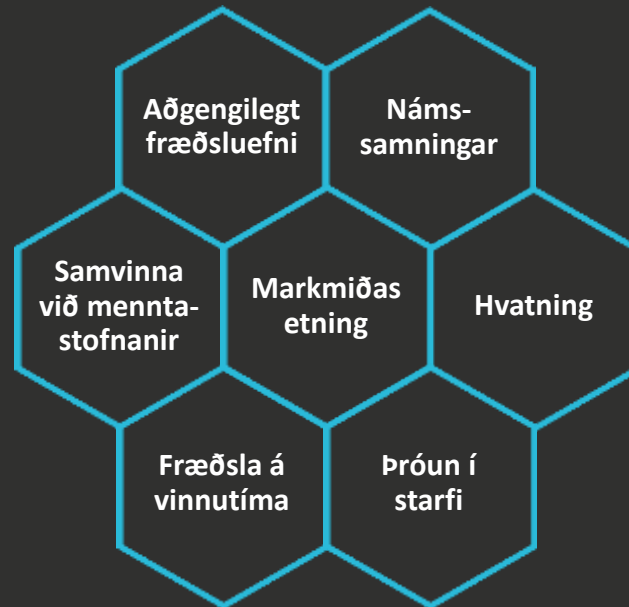 Aðgengilegt
fræðsluefni
Náms-
samningar
Samvinna
við mennta-
stofnanir
Markmiðas
etning
Hvatning
Fræðsla á
vinnutíma
Þróun í
starfi